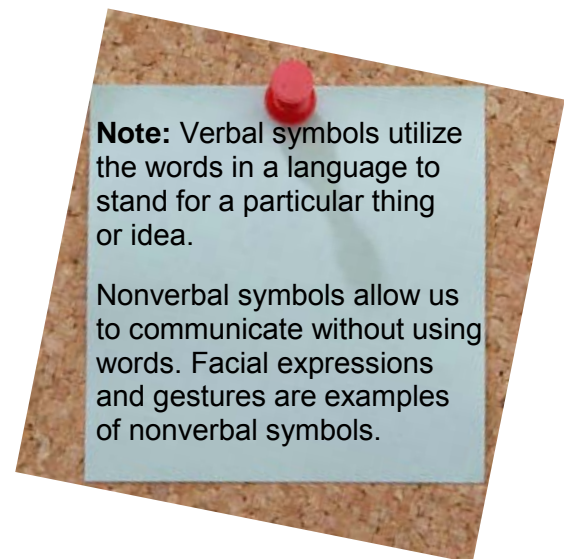 Note: Verbal symbols utilize
the words in a language to
stand for a particular thing
or idea.
Nonverbal symbols allow us
to communicate without using
words. Facial expressions
and gestures are examples
of nonverbal symbols.